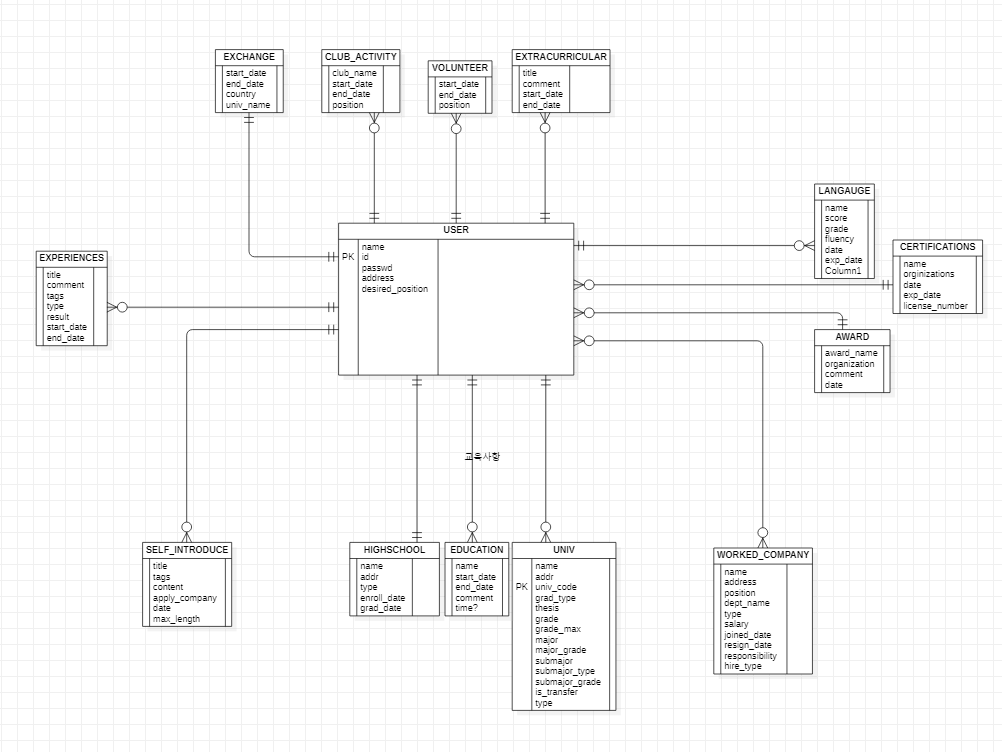 EXCHANGE
start_date
end_date
country
univ_name
CLUB_ACTIVITY
club_name
start_date
end_date
position
VOLUNTEER
start_date
end_date
position
EXTRACURRICULAR
title
comment
start_date
end_date
LANGAUGE
name
score
grade
fluency
date
exp_date
Column1
CERTIFICATIONS
name
orginizations
date
exp_date
license_number
EXPERIENCES
title
comment
tags
type
result
start_date
end_date
USER
name
PK id
passwd
address
desired_position
AWARD
award_name
organization
comment
date
교육사항
SELF_INTRODUCE
title
tags
content
apply_company
date
max_length
HIGHSCHOOL
name
addr
type
enroll_date
grad_date
EDUCATION
name
start_date
end_date
comment
time?
UNIV
name
addr
PK univ_code
grad_type
thesis
grade
grade_max
major
major_grade
submajor
submajor_type
submajor_grade
is_transfer
type
WORKED_COMPANY
name
address
position
dept_name
type
salary
joined_date
resign_date
responsibility
hire_type